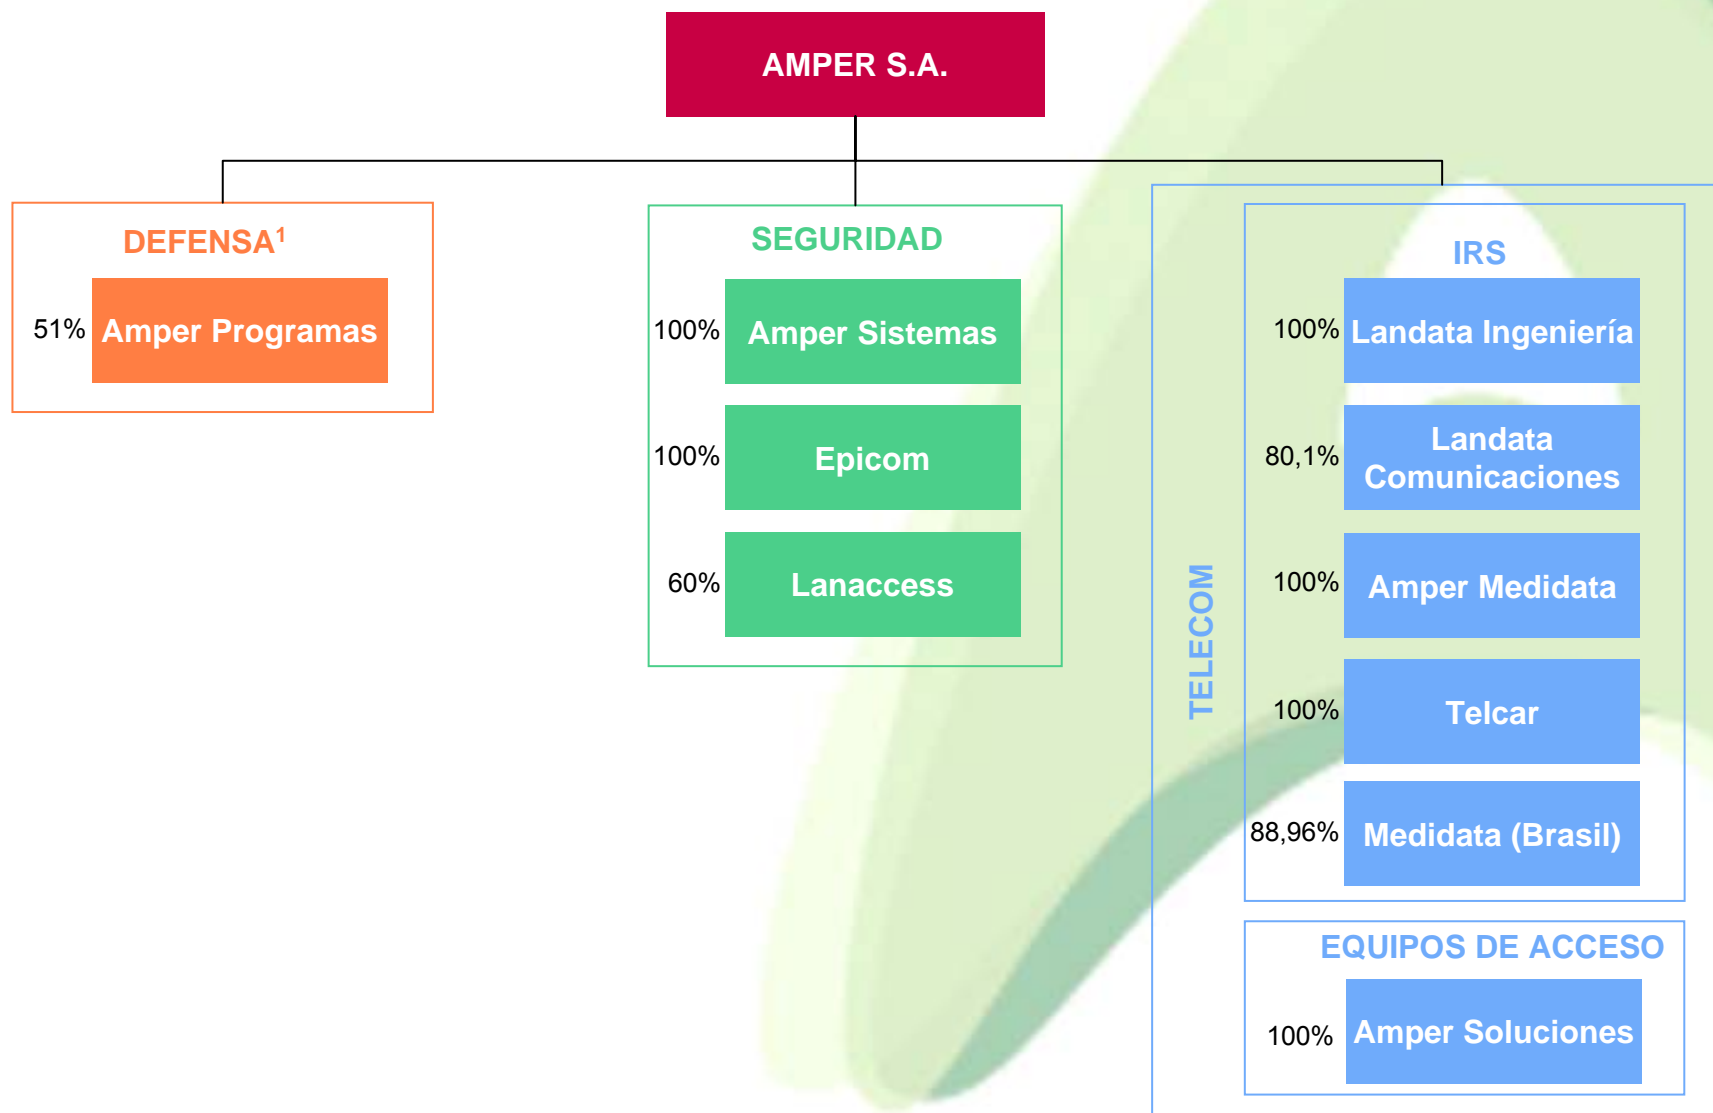 AMPER S.A.
DEFENSA¹
51%
Amper Programas
SEGURIDAD
100%
Amper Sistemas
100%
Epicom
60%
Lanaccess
TELECOM
IRS
100%
Landata Ingeniería
80,1%
Landata
Comunicaciones
100%
Amper Medidata
100%
Telcar
88,96%
Medidata (Brasil)
EQUIPOS DE ACCESO
100%
Amper Soluciones